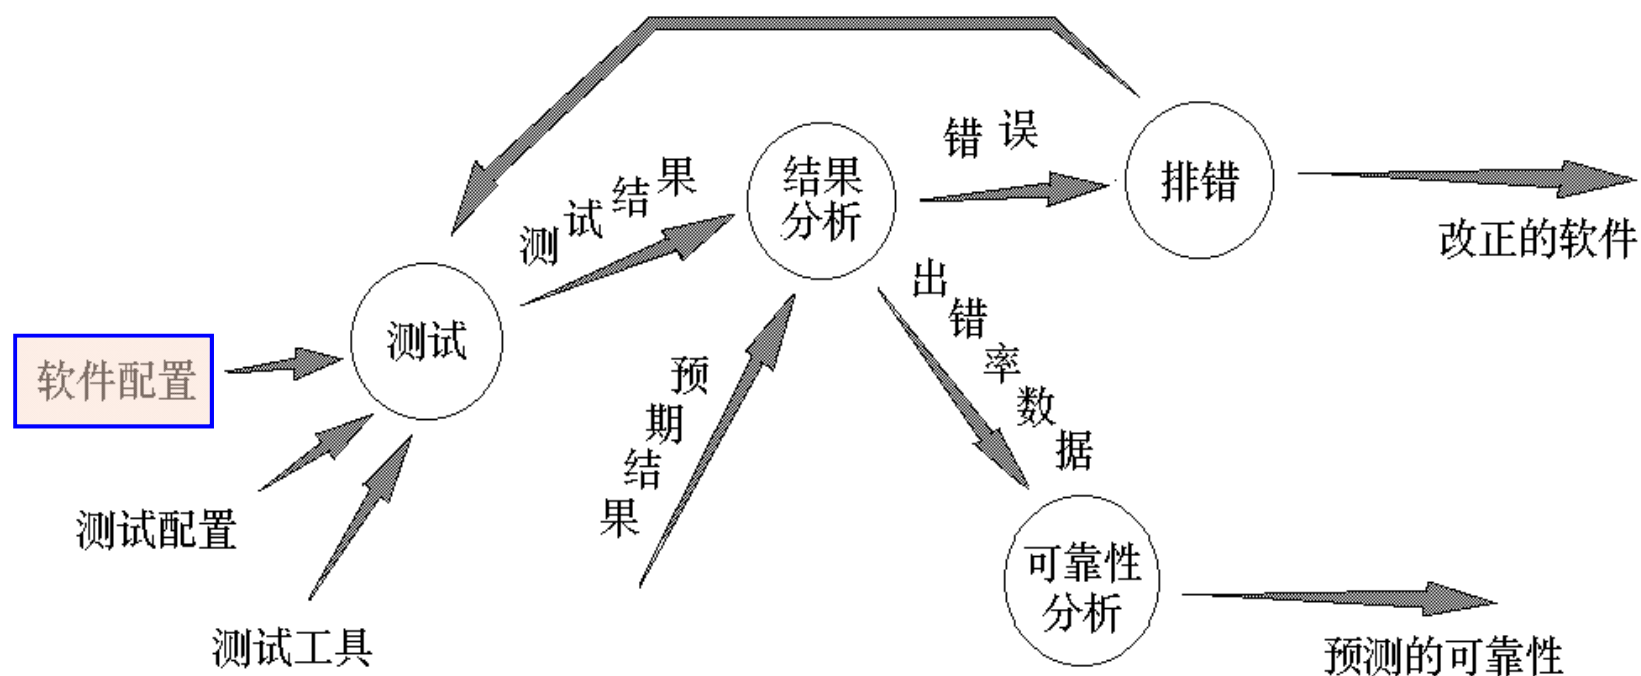 错误
测试结果
结果
分析
排错
改正的软件
出错率数据
测试
软件配置
预期结果
测试配置
可靠性
分析
测试工具
预测的可靠性